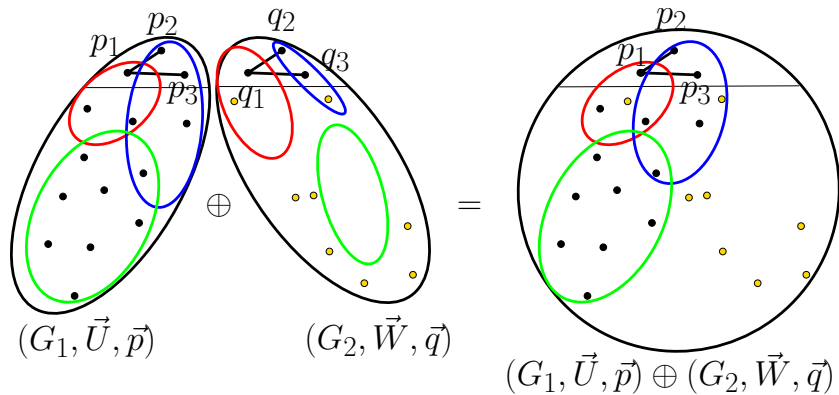 p₁ p₂ p₃
q₁ q₂ q₃
p₁ p₂ p₃
⊕ =
(G₁, U⃗, p⃗)
(G₂, W⃗, q⃗)
(G₁, U⃗, p⃗) ⊕ (G₂, W⃗, q⃗)